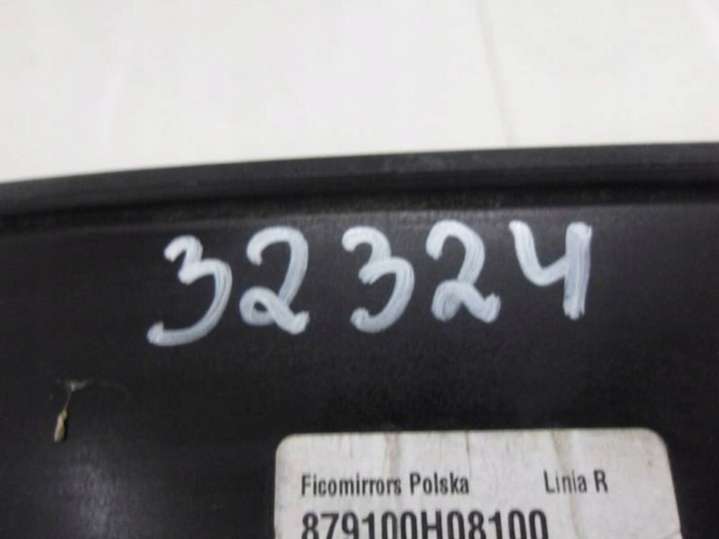 32324
Ficomirrors Polska Linia R
879100H08100